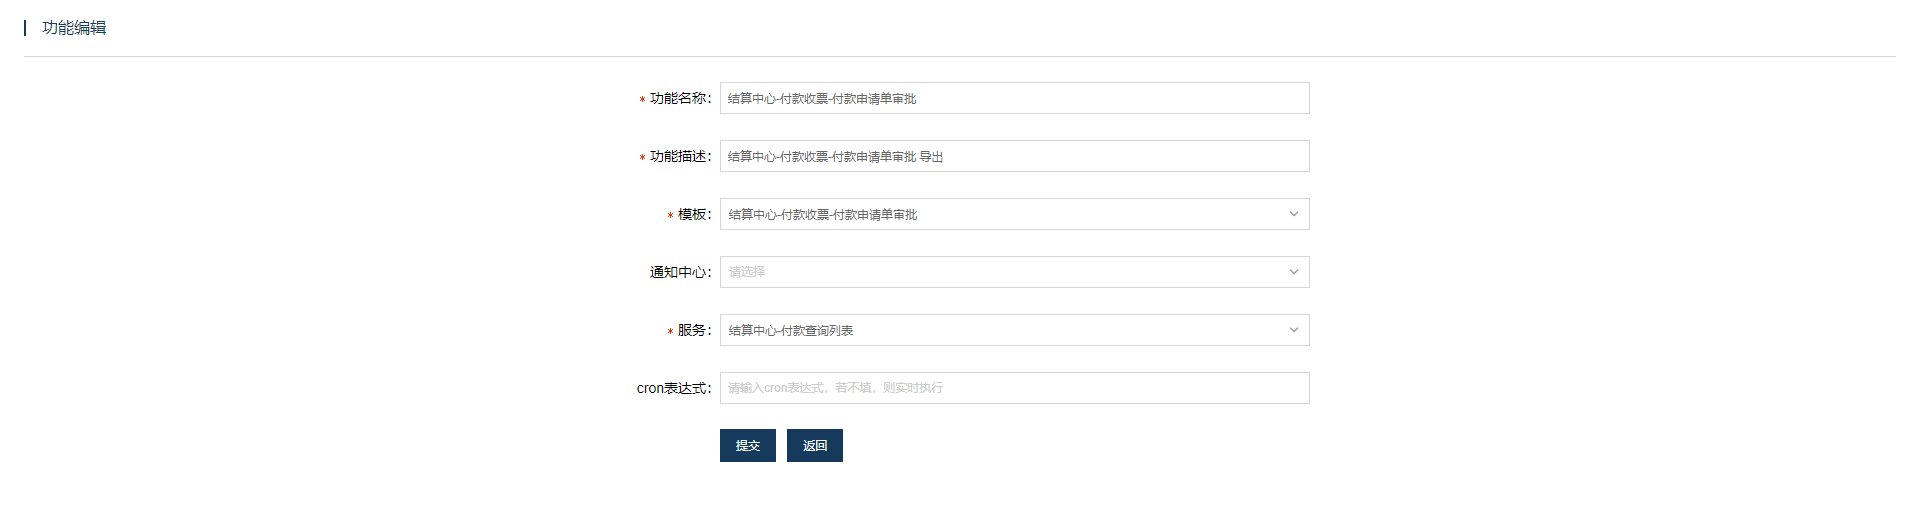 功能编辑
* 功能名称： 结算中心-付款收票-付款申请单审批
* 功能描述： 结算中心-付款收票-付款申请单审批 导出
* 模板： 结算中心-付款收票-付款申请单审批
通知中心： 请选择
* 服务： 结算中心-付款查询列表
cron表达式： 请输入cron表达式，若不填，则实时执行
提交 返回